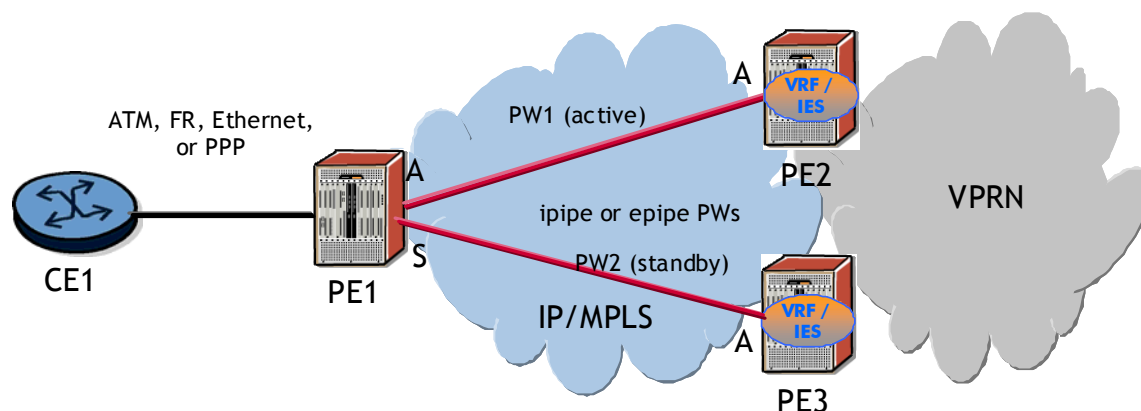 ATM, FR, Ethernet,
or PPP
CE1
PE1
A
S
PW1 (active)
ipipe or epipe PWs
PW2 (standby)
IP/MPLS
A
VRF /
IES
PE2
A
VRF /
IES
PE3
VPRN